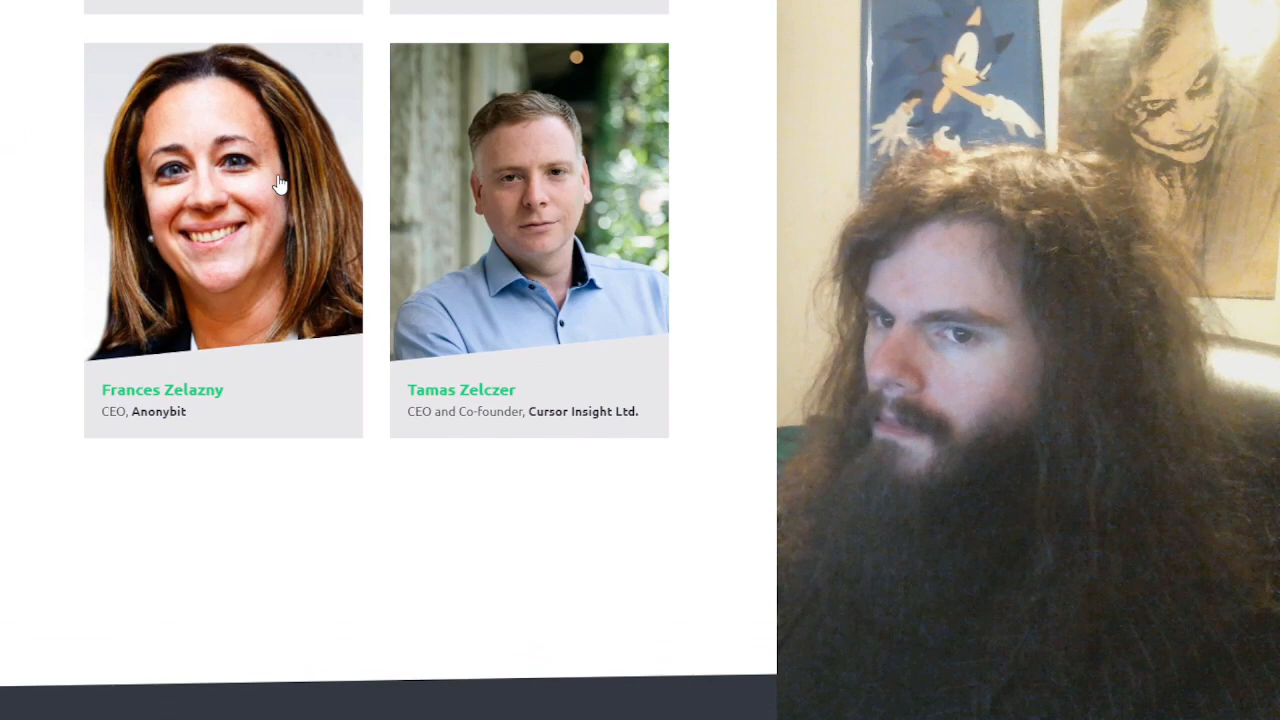 Frances Zelazny
CEO, Anonybit
Tamas Zelczer
CEO and Co-founder, Cursor Insight Ltd.